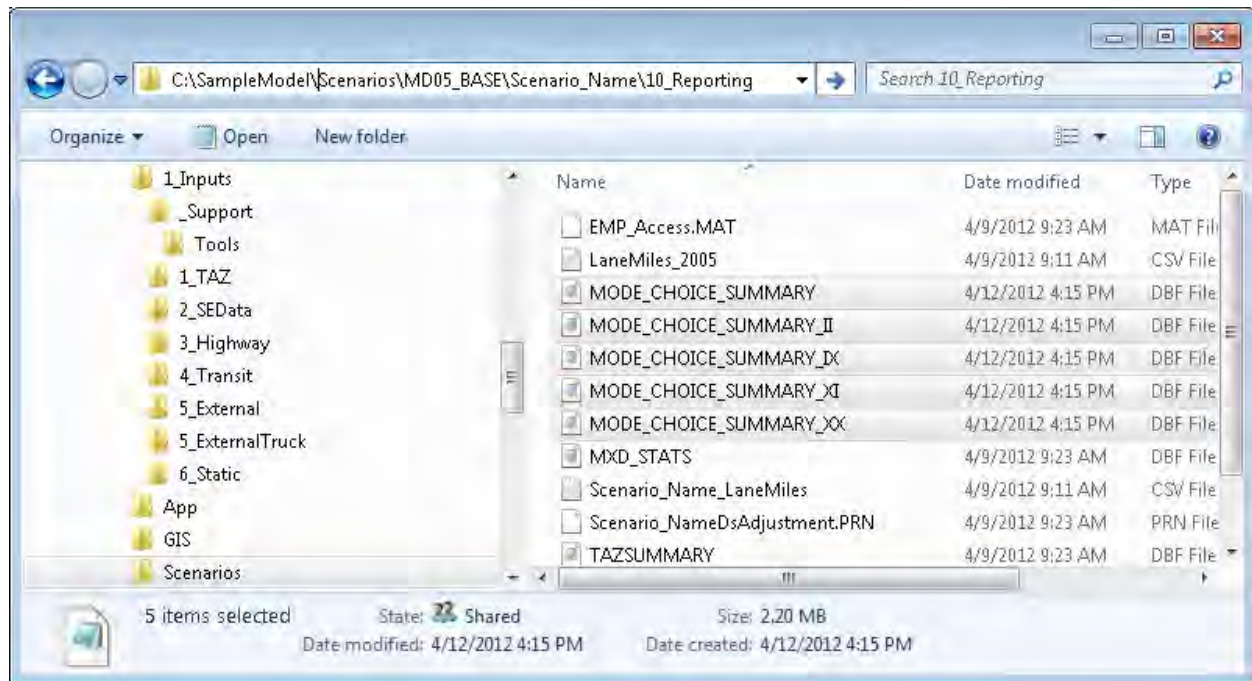 C:\SampleModel\Scenarios\MD05_BASE\Scenario_Name\10_Reporting
Search 10_Reporting
Organize
Open
New folder
1_Inputs
_Support
Tools
1_TAZ
2_SEData
3_Highway
4_Transit
5_External
5_ExternalTruck
6_Static
App
GIS
Scenarios
Name Date modified Type
EMP_Access.MAT 4/9/2012 9:23 AM MAT Fil
LaneMiles_2005 4/9/2012 9:11 AM CSV File
MODE_CHOICE_SUMMARY 4/12/2012 4:15 PM DBF File
MODE_CHOICE_SUMMARY_II 4/12/2012 4:15 PM DBF File
MODE_CHOICE_SUMMARY_IX 4/12/2012 4:15 PM DBF File
MODE_CHOICE_SUMMARY_XI 4/12/2012 4:15 PM DBF File
MODE_CHOICE_SUMMARY_XX 4/12/2012 4:15 PM DBF File
MXD_STATS 4/9/2012 9:23 AM DBF File
Scenario_Name_LaneMiles 4/9/2012 9:11 AM CSV File
Scenario_NameDsAdjustment.PRN 4/9/2012 9:23 AM PRN File
TAZSUMMARY 4/9/2012 9:23 AM DBF File
5 items selected State: Shared Size: 2.20 MB
Date modified: 4/12/2012 4:15 PM Date created: 4/12/2012 4:15 PM